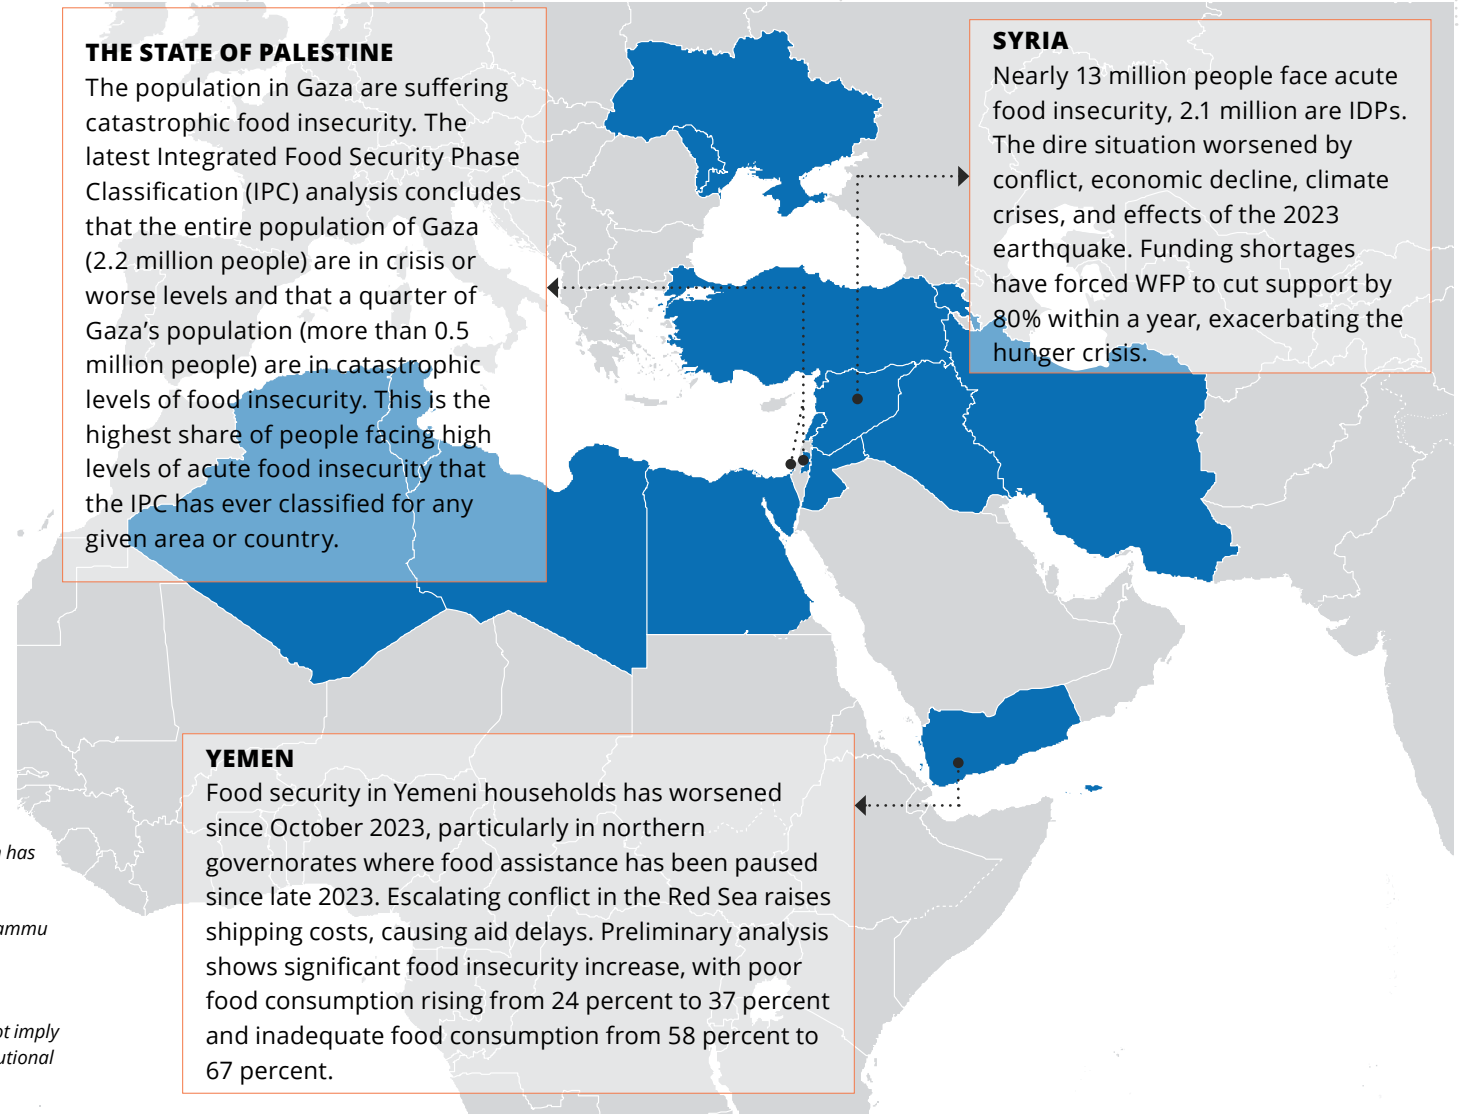 THE STATE OF PALESTINE
The population in Gaza are suffering
catastrophic food insecurity. The
latest Integrated Food Security Phase
Classification (IPC) analysis concludes
that the entire population of Gaza
(2.2 million people) are in crisis or
worse levels and that a quarter of
Gaza’s population (more than 0.5
million people) are in catastrophic
levels of food insecurity. This is the
highest share of people facing high
levels of acute food insecurity that
the IPC has ever classified for any
given area or country.
SYRIA
Nearly 13 million people face acute
food insecurity, 2.1 million are IDPs.
The dire situation worsened by
conflict, economic decline, climate
crises, and effects of the 2023
earthquake. Funding shortages
have forced WFP to cut support by
80% within a year, exacerbating the
hunger crisis.
YEMEN
Food security in Yemeni households has worsened
since October 2023, particularly in northern
governorates where food assistance has been paused
since late 2023. Escalating conflict in the Red Sea raises
shipping costs, causing aid delays. Preliminary analysis
shows significant food insecurity increase, with poor
food consumption rising from 24 percent to 37 percent
and inadequate food consumption from 58 percent to
67 percent.
has
ammu
ot imply
utional